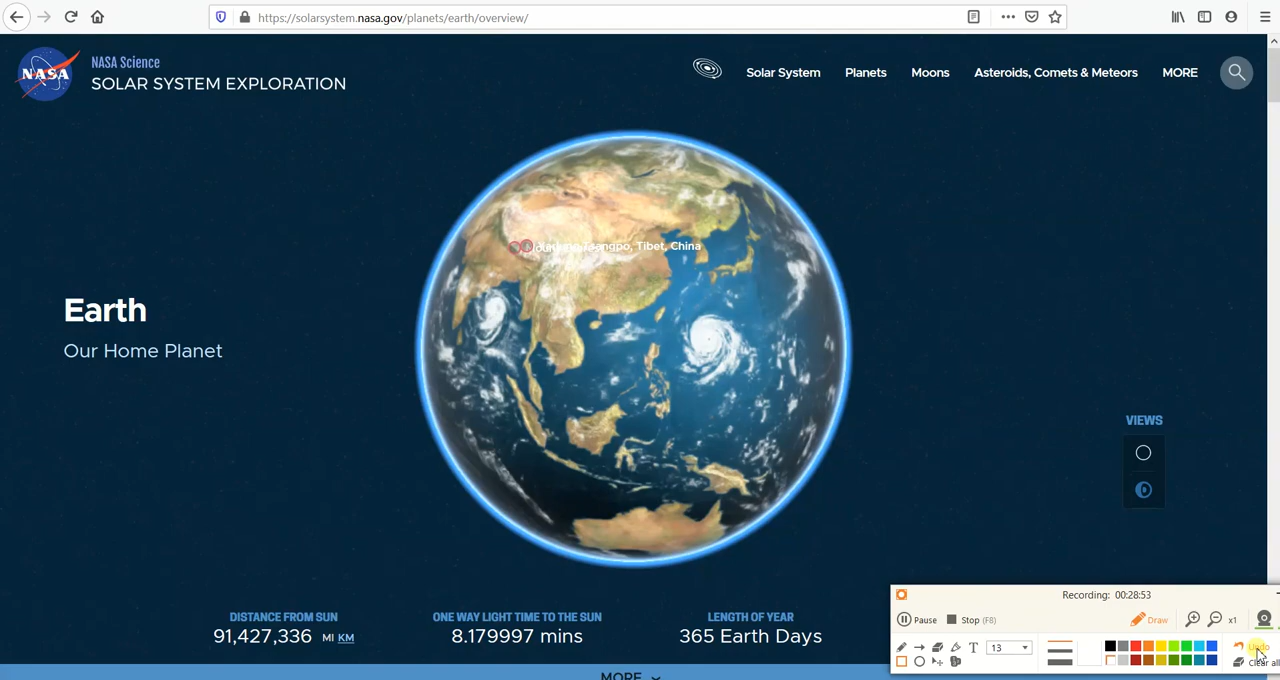 https://solarsystem.nasa.gov/planets/earth/overview/
NASA
NASA Science
SOLAR SYSTEM EXPLORATION
Solar System
Planets
Moons
Asteroids, Comets & Meteors
MORE
Tibet, China
Earth
Our Home Planet
VIEWS
DISTANCE FROM SUN
91,427,336 MI KM
ONE WAY LIGHT TIME TO THE SUN
8.179997 mins
LENGTH OF YEAR
365 Earth Days
MORE
Recording: 00:28:53
Pause
Stop (F8)
Draw
x1
T
13
Undo
Clear all